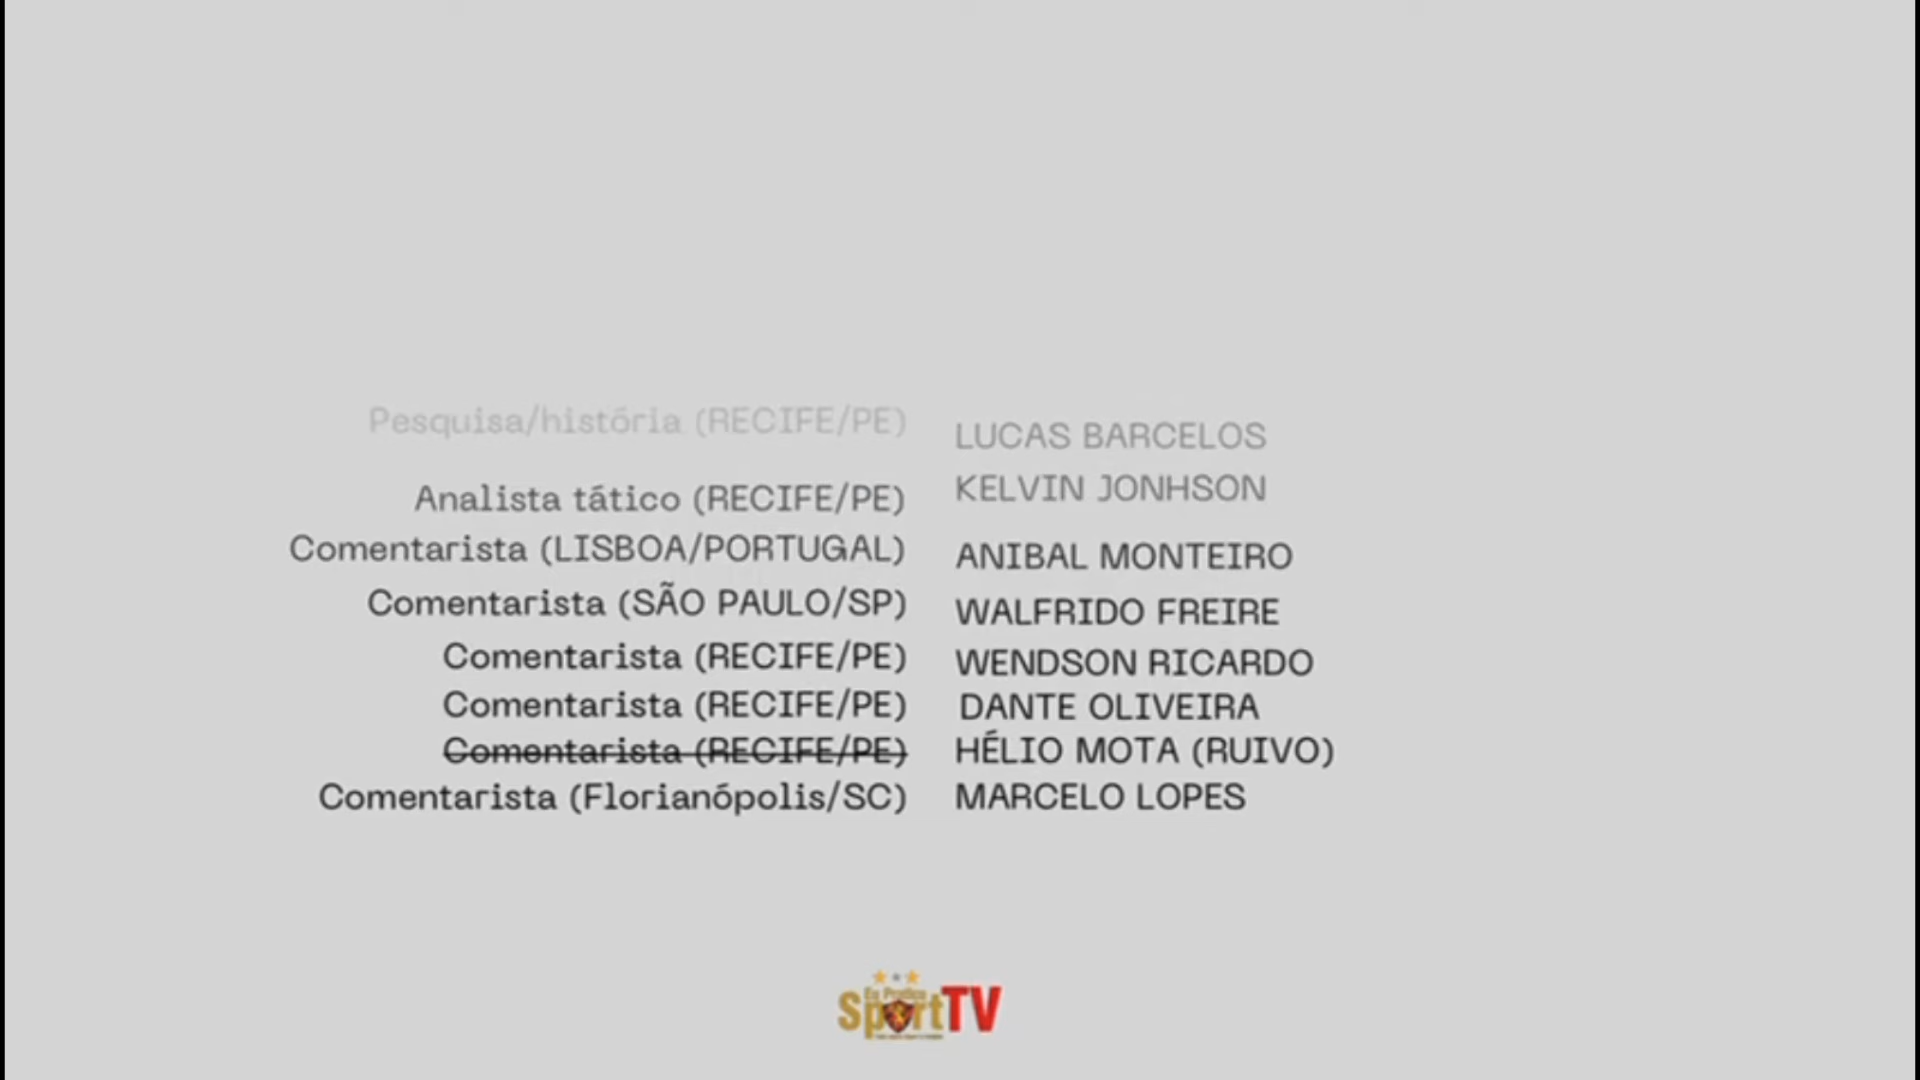 Pesquisa/história (RECIFE/PE) LUCAS BARCELOS
Analista tático (RECIFE/PE) KELVIN JONHSON
Comentarista (LISBOA/PORTUGAL) ANIBAL MONTEIRO
Comentarista (SÃO PAULO/SP) WALFRIDO FREIRE
Comentarista (RECIFE/PE) WENDSON RICARDO
Comentarista (RECIFE/PE) DANTE OLIVEIRA
Comentarista (RECIFE/PE) HÉLIO MOTA (RUIVO)
Comentarista (Florianópolis/SC) MARCELO LOPES
Eu Pratico
SportTV